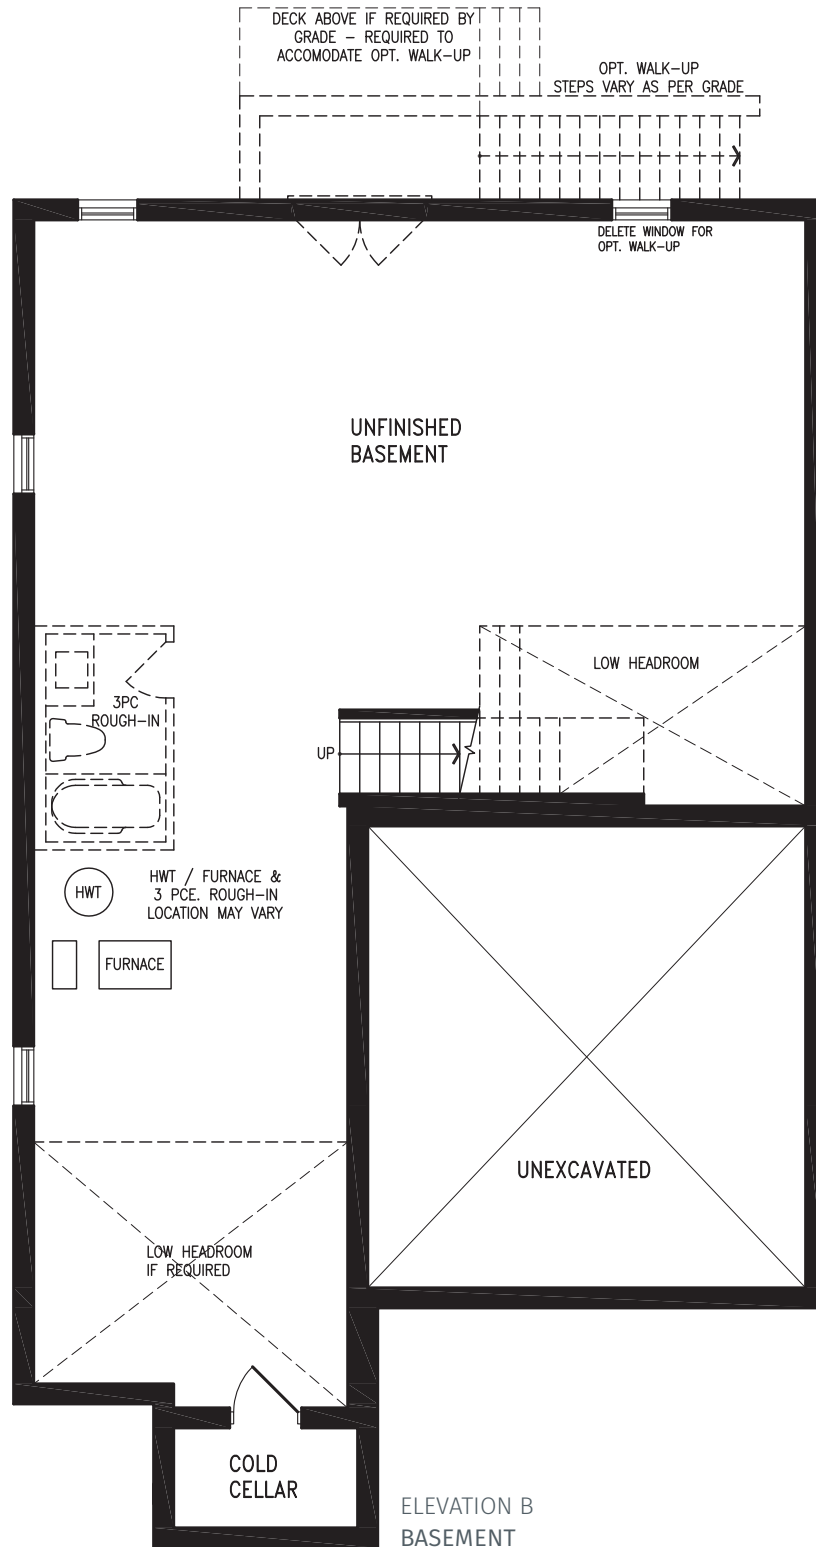 DECK ABOVE IF REQUIRED BY
GRADE – REQUIRED TO
ACCOMODATE OPT. WALK-UP
OPT. WALK-UP
STEPS VARY AS PER GRADE
DELETE WINDOW FOR
OPT. WALK-UP
UNFINISHED
BASEMENT
LOW HEADROOM
3PC
ROUGH-IN
UP
HWT
HWT / FURNACE &
3 PCE. ROUGH-IN
LOCATION MAY VARY
FURNACE
UNEXCAVATED
LOW HEADROOM
IF REQUIRED
COLD
CELLAR
ELEVATION B
BASEMENT